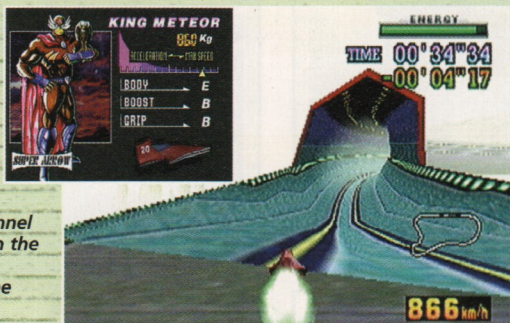 KING METEOR
860 Kg
ACCELERATION MAX SPEED
BODY E
BOOST B
GRIP B
20
SUPER ARROW
ENERGY
TIME 00'34"34
-00'04"17
866 km/h
nnel
n the
e